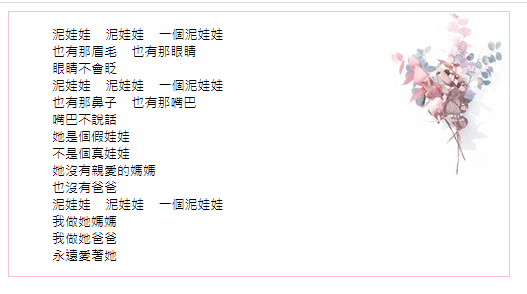 泥娃娃　泥娃娃　一個泥娃娃
也有那眉毛　也有那眼睛
眼睛不會眨
泥娃娃　泥娃娃　一個泥娃娃
也有那鼻子　也有那嘴巴
嘴巴不說話
她是個假娃娃
不是個真娃娃
她沒有親愛的媽媽
也沒有爸爸
泥娃娃　泥娃娃　一個泥娃娃
我做她媽媽
我做她爸爸
永遠愛著她